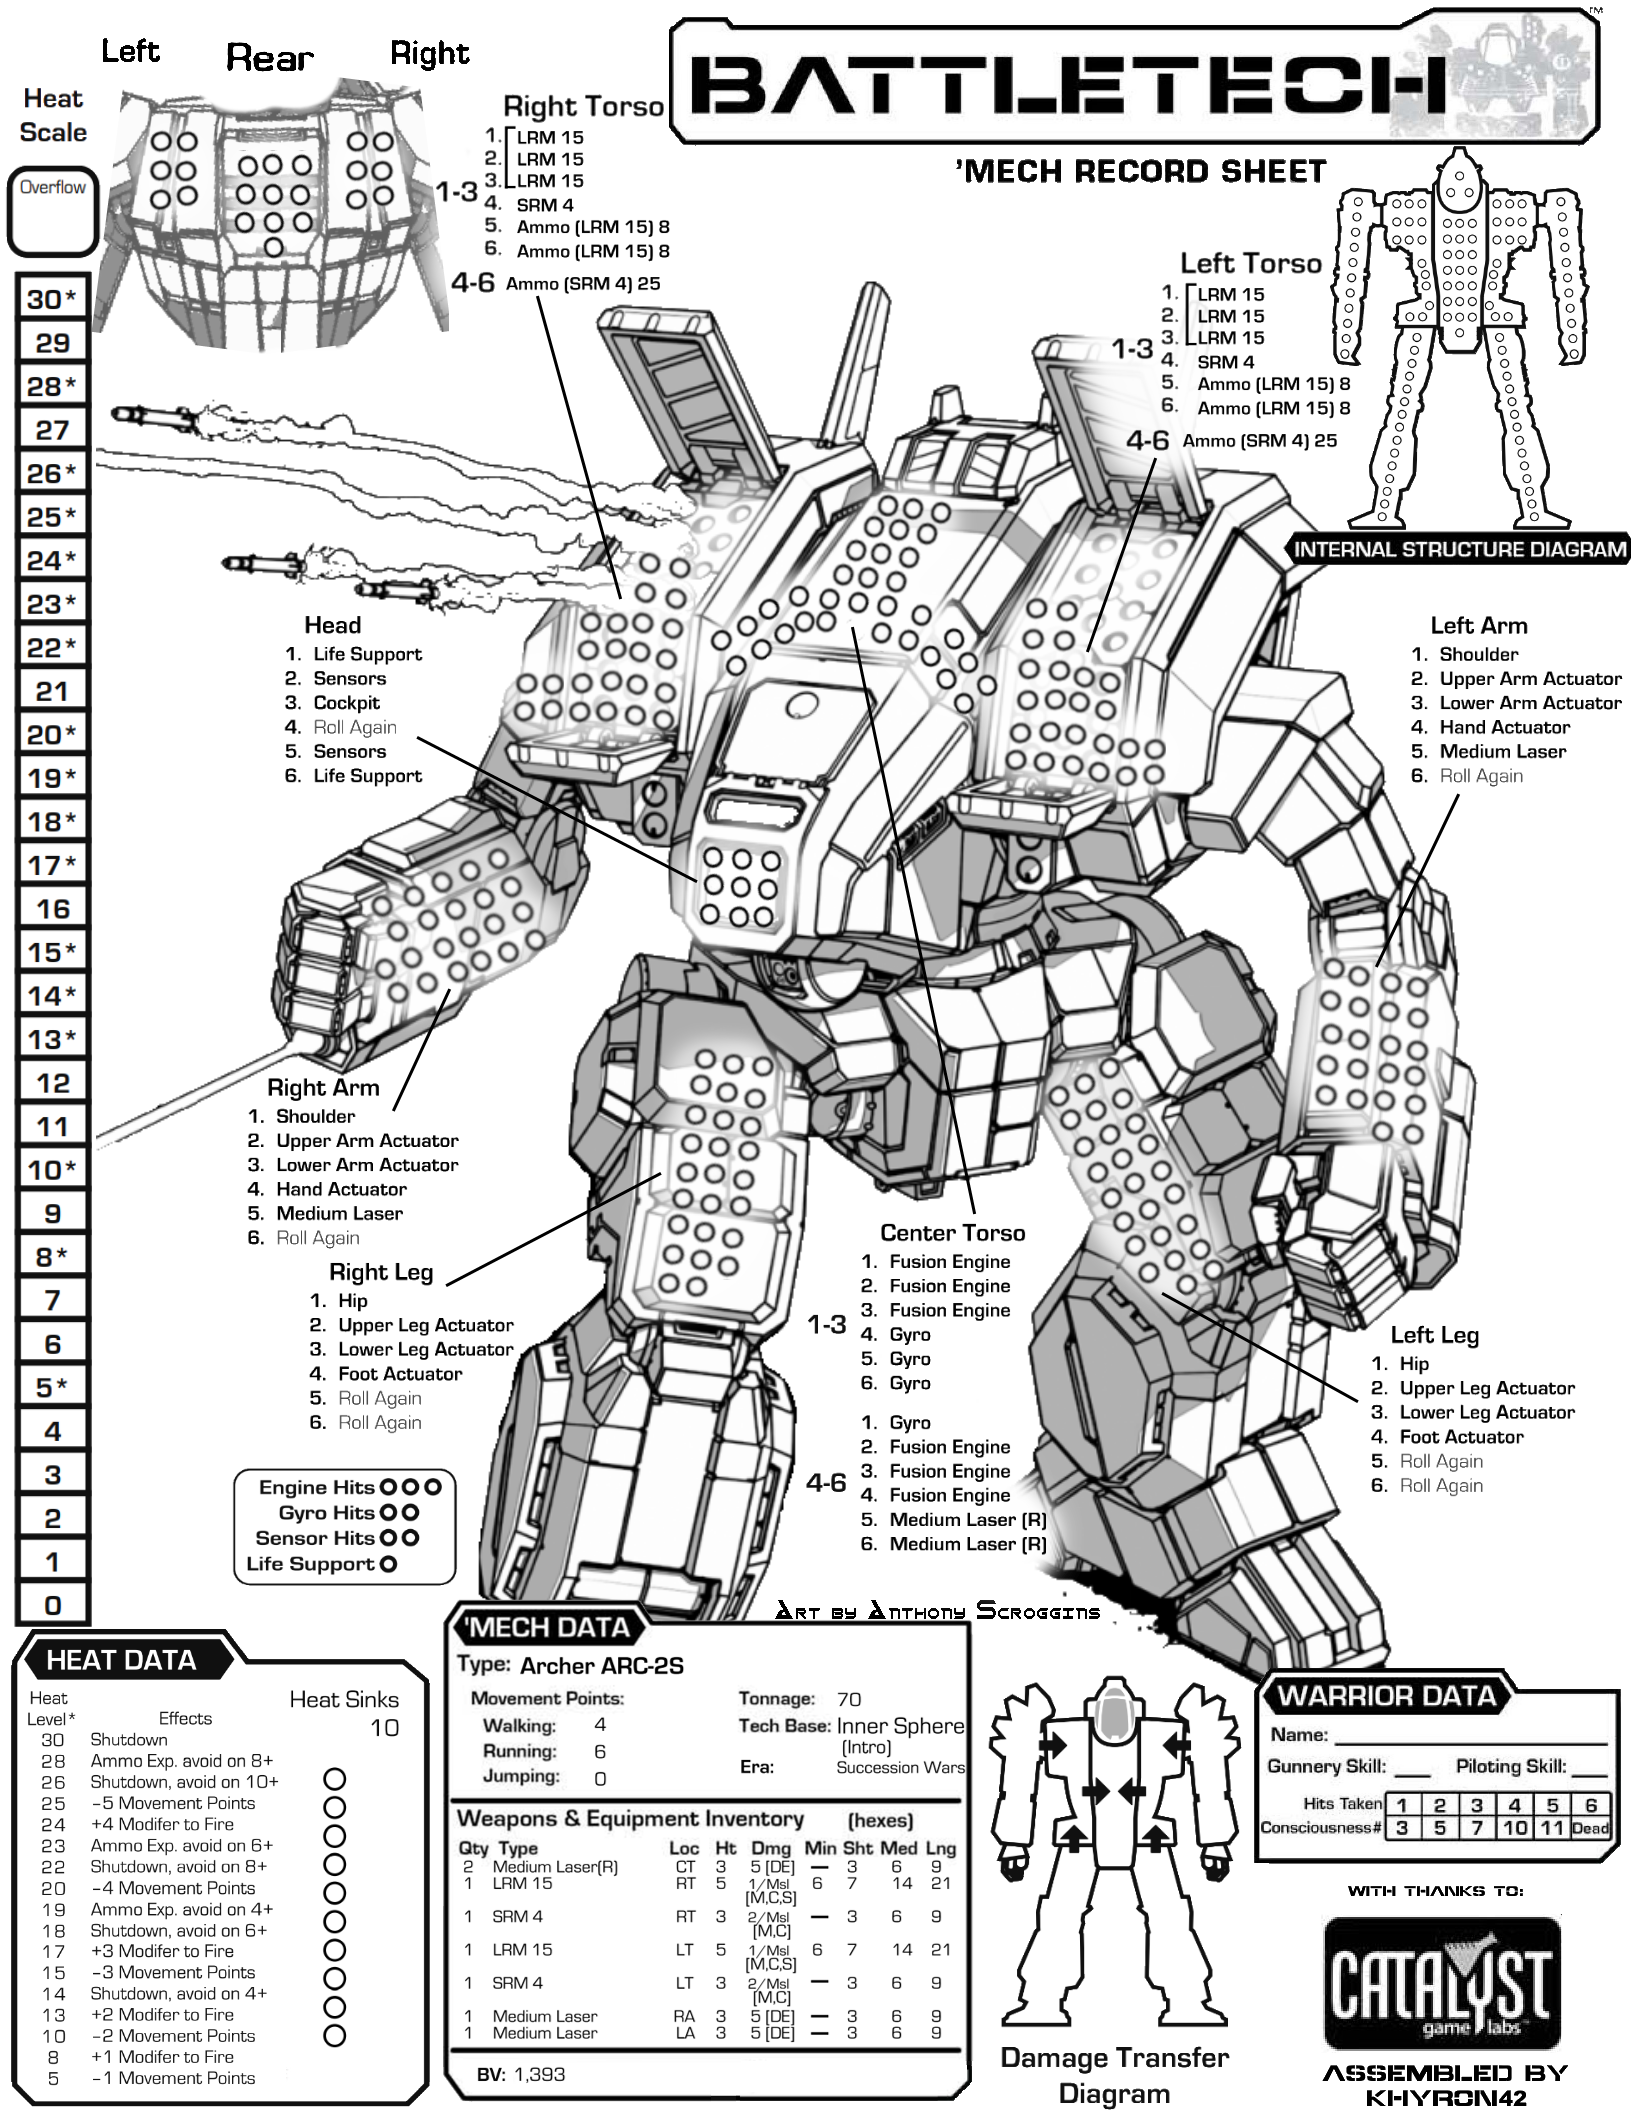 Left Rear Right
BATTLETECH
TM
'MECH RECORD SHEET
Heat
Scale
Overflow
30*
29
28*
27
26*
25*
24*
23*
22*
21
20*
19*
18*
17*
16
15*
14*
13*
12
11
10*
9
8*
7
6
5*
4
3
2
1
0
Right Torso
1-3
1. LRM 15
2. LRM 15
3. LRM 15
4. SRM 4
5. Ammo (LRM 15) 8
6. Ammo (LRM 15) 8
4-6 Ammo (SRM 4) 25
Left Torso
1-3
1. LRM 15
2. LRM 15
3. LRM 15
4. SRM 4
5. Ammo (LRM 15) 8
6. Ammo (LRM 15) 8
4-6 Ammo (SRM 4) 25
INTERNAL STRUCTURE DIAGRAM
Head
1. Life Support
2. Sensors
3. Cockpit
4. Roll Again
5. Sensors
6. Life Support
Left Arm
1. Shoulder
2. Upper Arm Actuator
3. Lower Arm Actuator
4. Hand Actuator
5. Medium Laser
6. Roll Again
Right Arm
1. Shoulder
2. Upper Arm Actuator
3. Lower Arm Actuator
4. Hand Actuator
5. Medium Laser
6. Roll Again
Right Leg
1. Hip
2. Upper Leg Actuator
3. Lower Leg Actuator
4. Foot Actuator
5. Roll Again
6. Roll Again
Center Torso
1-3
1. Fusion Engine
2. Fusion Engine
3. Fusion Engine
4. Gyro
5. Gyro
6. Gyro
4-6
1. Gyro
2. Fusion Engine
3. Fusion Engine
4. Fusion Engine
5. Medium Laser (R)
6. Medium Laser (R)
Left Leg
1. Hip
2. Upper Leg Actuator
3. Lower Leg Actuator
4. Foot Actuator
5. Roll Again
6. Roll Again
Engine Hits
Gyro Hits
Sensor Hits
Life Support
Art by Anthony Scroggins
HEAT DATA
Heat
Level* Effects
Heat Sinks
10
30 Shutdown
28 Ammo Exp. avoid on 8+
26 Shutdown, avoid on 10+
25 -5 Movement Points
24 +4 Modifer to Fire
23 Ammo Exp. avoid on 6+
22 Shutdown, avoid on 8+
20 -4 Movement Points
19 Ammo Exp. avoid on 4+
18 Shutdown, avoid on 6+
17 +3 Modifer to Fire
15 -3 Movement Points
14 Shutdown, avoid on 4+
13 +2 Modifer to Fire
10 -2 Movement Points
8 +1 Modifer to Fire
5 -1 Movement Points
'MECH DATA
Type: Archer ARC-2S
Movement Points:
Walking: 4
Running: 6
Jumping: 0
Tonnage: 70
Tech Base: Inner Sphere
(Intro)
Era: Succession Wars
Weapons & Equipment Inventory (hexes)
Qty Type Loc Ht Dmg Min Sht Med Lng
2 Medium Laser(R) CT 3 5 [DE] — 3 6 9
1 LRM 15 RT 5 1/Msl 6 7 14 21
[M,C,S]
1 SRM 4 RT 3 2/Msl — 3 6 9
[M,C]
1 LRM 15 LT 5 1/Msl 6 7 14 21
[M,C,S]
1 SRM 4 LT 3 2/Msl — 3 6 9
[M,C]
1 Medium Laser RA 3 5 [DE] — 3 6 9
1 Medium Laser LA 3 5 [DE] — 3 6 9
BV: 1,393
Damage Transfer
Diagram
WARRIOR DATA
Name:
Gunnery Skill: Piloting Skill:
Hits Taken 1 2 3 4 5 6
Consciousness# 3 5 7 10 11 Dead
WITH THANKS TO:
CATALYST
game labs
ASSEMBLED BY
KHYRON42